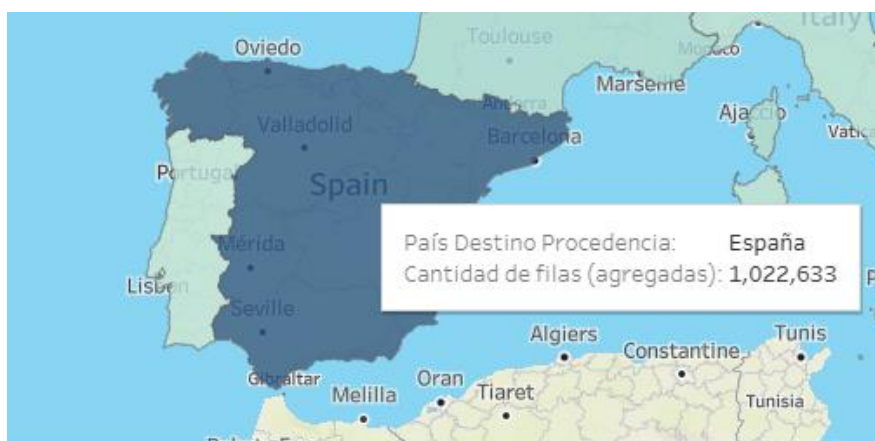 Italy
Oviedo
Toulouse
Monaco
Marseille
Andorra
Ajaccio
Valladolid
Barcelona
Portugal
Spain
País Destino Procedencia: España
Cantidad de filas (agregadas): 1,022,633
Mérida
Lisbon
Seville
Algiers
Tunis
Constantine
Gibraltar
Melilla
Oran
Tiaret
Tunisia